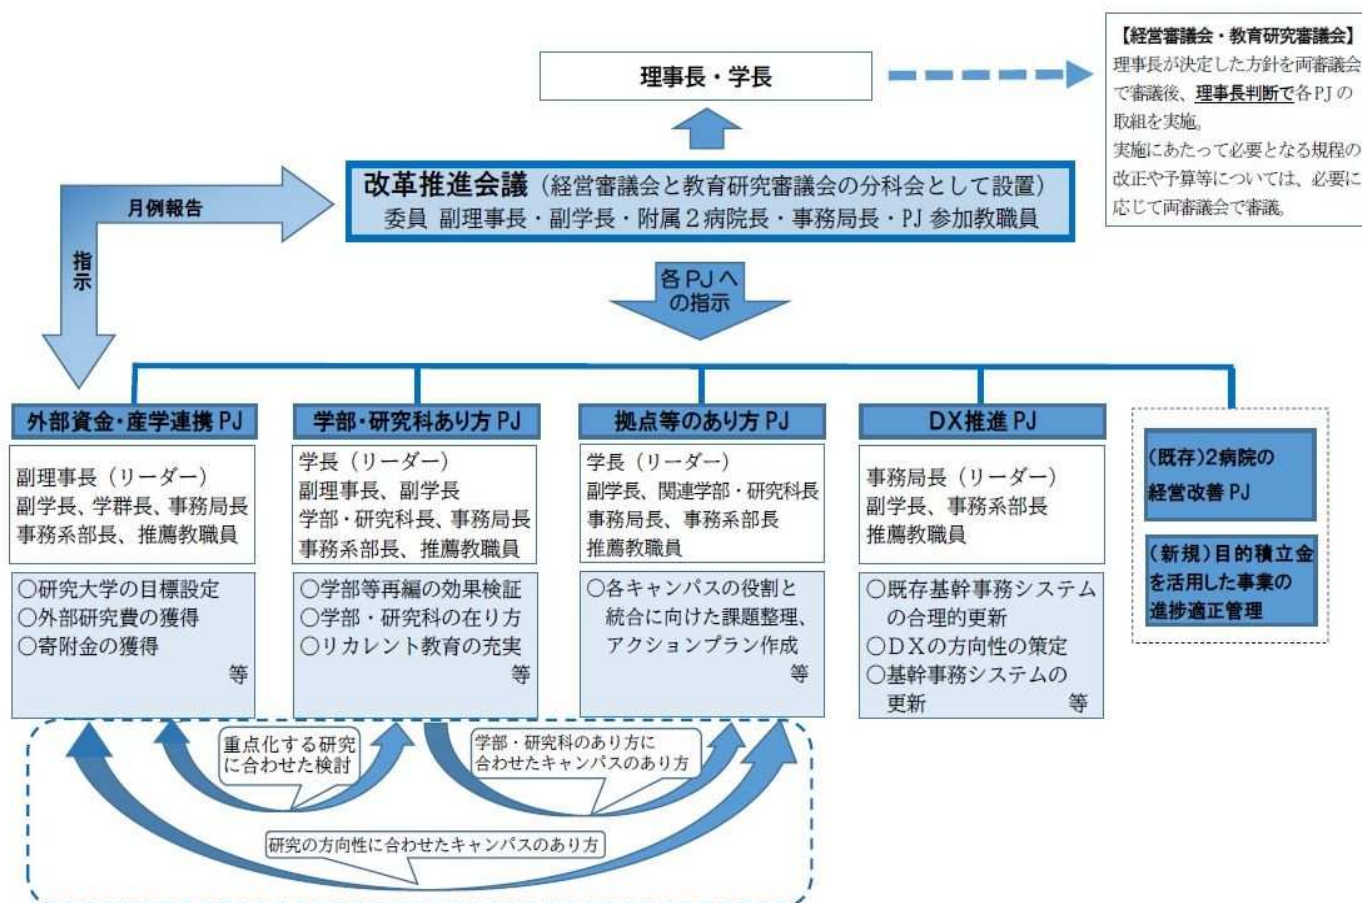 理事長・学長
【経営審議会・教育研究審議会】
理事長が決定した方針を両審議会
で審議後、理事長判断で各PJの
取組を実施。
実施にあたって必要となる規程の
改正や予算等については、必要に
応じて両審議会で審議。
改革推進会議（経営審議会と教育研究審議会の分科会として設置）
委員 副理事長・副学長・附属２病院長・事務局長・PJ 参加教職員
月例報告
指示
各PJへ
の指示
外部資金・産学連携 PJ
副理事長（リーダー）
副学長、学群長、事務局長
事務系部長、推薦教職員
○研究大学の目標設定
○外部研究費の獲得
○寄附金の獲得
等
学部・研究科あり方 PJ
学長（リーダー）
副理事長、副学長
学部・研究科長、事務局長
事務系部長、推薦教職員
○学部等再編の効果検証
○学部・研究科の在り方
○リカレント教育の充実
等
拠点等のあり方 PJ
学長（リーダー）
副学長、関連学部・研究科長
事務局長、事務系部長
推薦教職員
○各キャンパスの役割と
統合に向けた課題整理、
アクションプラン作成
等
DX推進 PJ
事務局長（リーダー）
副学長、事務系部長
推薦教職員
○既存基幹事務システム
の合理的更新
○ＤＸの方向性の策定
○基幹事務システムの
更新 等
（既存）2病院の
経営改善 PJ
（新規）目的積立金
を活用した事業の
進捗適正管理
重点化する研究
に合わせた検討
学部・研究科のあり方に
合わせたキャンパスのあり方
研究の方向性に合わせたキャンパスのあり方